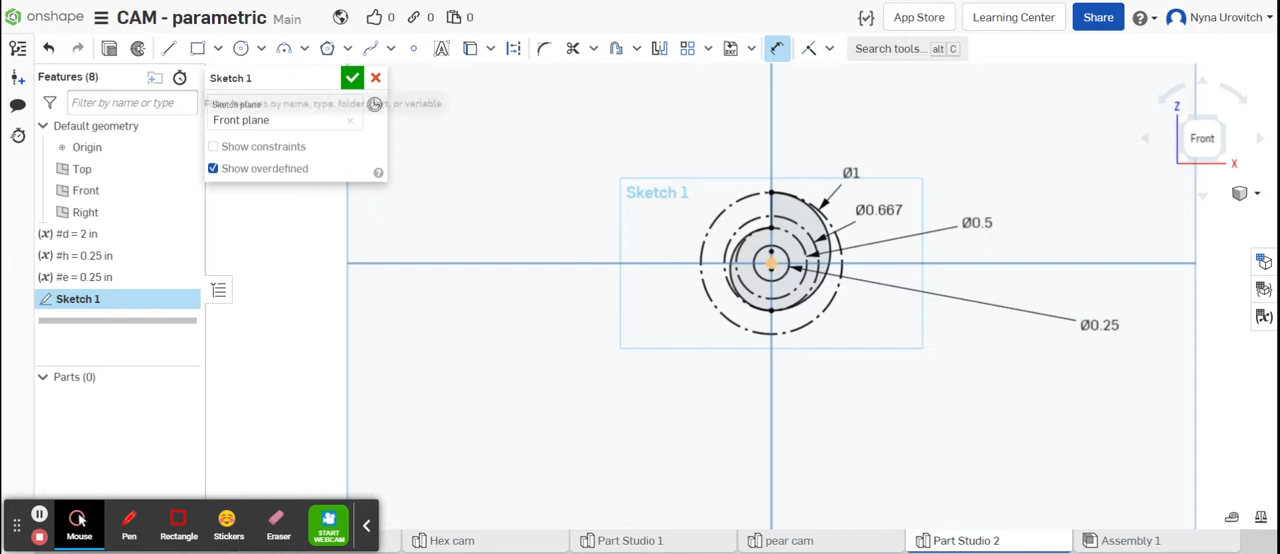 onshape CAM - parametric Main 0 0 0 App Store Learning Center Share Nyna Urovitch
Search tools... alt C
Features (8)
Filter by name or type
Default geometry
Origin
Top
Front
Right
(x) #d = 2 in
(x) #h = 0.25 in
(x) #e = 0.25 in
Sketch 1
Parts (0)
Sketch 1
Sketch plane
Front plane
Show constraints
Show overdefined
Sketch 1
Ø1
Ø0.667
Ø0.5
Ø0.25
Z
Front
X
Mouse Pen Rectangle Stickers Eraser START WEBCAM
Hex cam Part Studio 1 pear cam Part Studio 2 Assembly 1